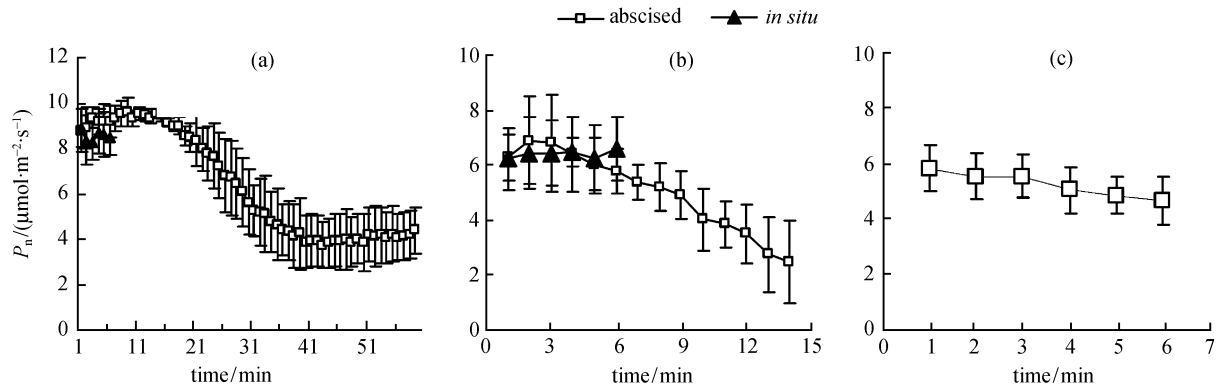 abscised in situ
(a)
(b)
(c)
Pn/(μmol·m−2·s−1)
12
10
8
6
4
2
0
1 11 21 31 41 51
time/min
10
8
6
4
2
0
0 3 6 9 12 15
time/min
10
8
6
4
2
0
0 1 2 3 4 5 6 7
time/min